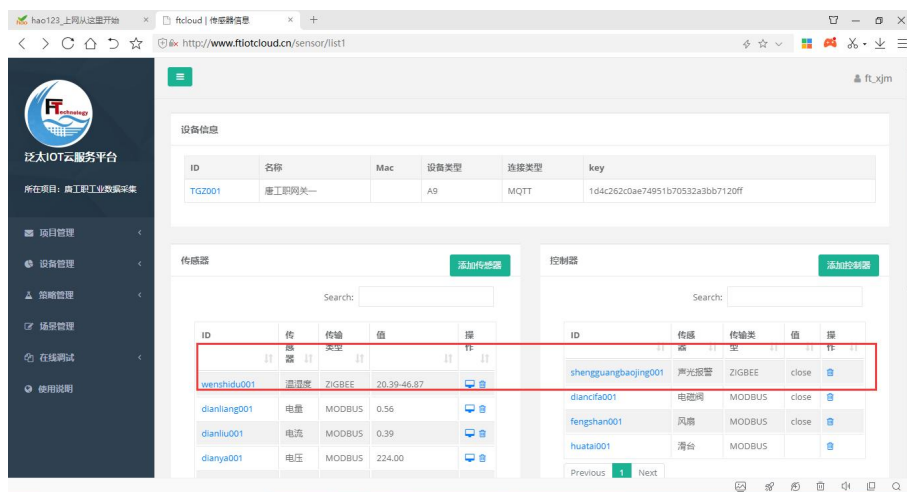 hao123_上网从这里开始
ftcloud | 传感器信息
http://www.ftiotcloud.cn/sensor/list1
ft_xjm
FTechnology
泛太IOT云服务平台
所在项目：唐工职工业数据采集
项目管理
设备管理
策略管理
场景管理
在线调试
使用说明
设备信息
ID 名称 Mac 设备类型 连接类型 key
TGZ001 唐工职网关一 A9 MQTT 1d4c262c0ae74951b70532a3bb7120ff
传感器
添加传感器
Search:
ID 传感器 传输类型 值 操作
wenshidu001 温湿度 ZIGBEE 20.39-46.87
dianliang001 电量 MODBUS 0.56
dianliu001 电流 MODBUS 0.39
dianya001 电压 MODBUS 224.00
控制器
添加控制器
Search:
ID 传感器 传输类型 值 操作
shengguangbaojing001 声光报警 ZIGBEE close
diancifa001 电磁阀 MODBUS close
fengshan001 风扇 MODBUS close
huatai001 滑台 MODBUS
Previous 1 Next